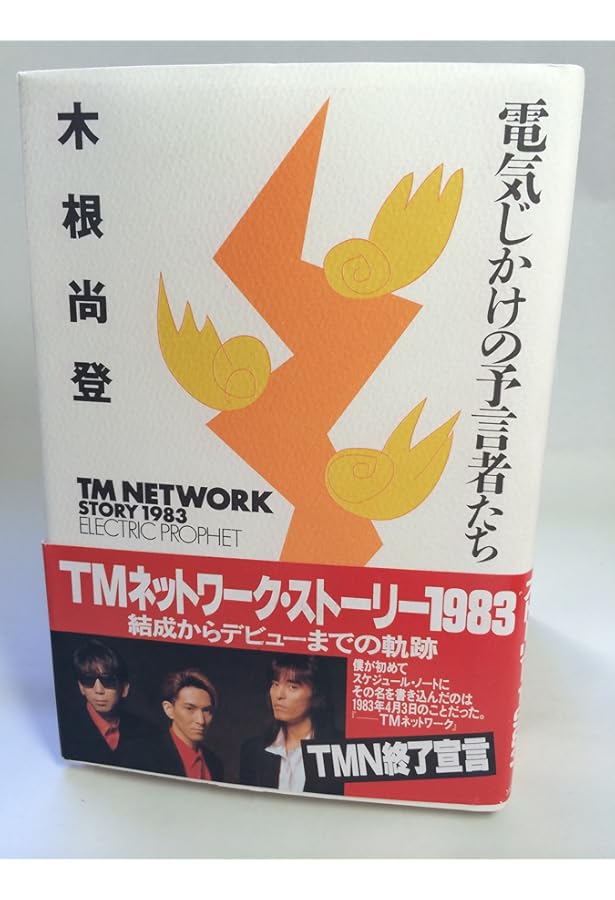 電気じかけの予言者たち
木根尚登
TM NETWORK
STORY 1983
ELECTRIC PROPHET
TMネットワーク・ストーリー1983
結成からデビューまでの軌跡
僕が初めて
スケジュール・ノートに
その名を書き込んだのは
1983年4月3日のことだった。
『――TMネットワーク』
TMN終了宣言